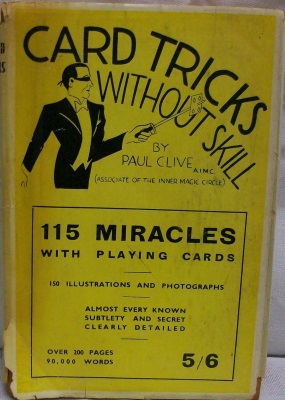 CARD TRICKS
WITHOUT SKILL
BY
PAUL CLIVE
A.I.M.C.
(ASSOCIATE OF THE INNER MAGIC CIRCLE)
115 MIRACLES
WITH PLAYING CARDS
150 ILLUSTRATIONS AND PHOTOGRAPHS
ALMOST EVERY KNOWN
SUBTLETY AND SECRET
CLEARLY DETAILED
OVER 200 PAGES
90,000 WORDS
5/6